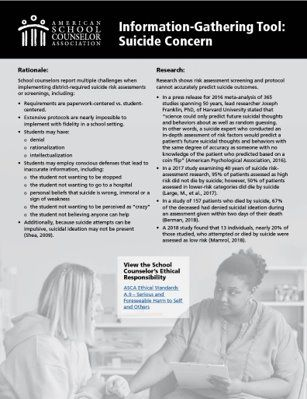 AMERICAN
SCHOOL
COUNSELOR
ASSOCIATION
Information-Gathering Tool:
Suicide Concern
Rationale:
School counselors report multiple challenges when
implementing district-required suicide risk assessments
or screenings, including:
• Requirements are paperwork-centered vs. student-
centered.
• Extensive protocols are nearly impossible to
implement with fidelity in a school setting.
• Students may have:
o denial
o rationalization
o intellectualization
• Students may employ conscious defenses that lead to
inaccurate information, including:
o the student not wanting to be stopped
o the student not wanting to go to a hospital
o personal beliefs that suicide is wrong, immoral or a
sign of weakness
o the student not wanting to be perceived as "crazy"
o the student not believing anyone can help
• Additionally, because suicide attempts can be
impulsive, suicidal ideation may not be present
(Shea, 2009).
Research:
Research shows risk assessment screening and protocol
cannot accurately predict suicide outcomes.
• In a press release for 2016 meta-analysis of 365
studies spanning 50 years, lead researcher Joseph
Franklin, PhD, of Harvard University stated that
"science could only predict future suicidal thoughts
and behaviors about as well as random guessing.
In other words, a suicide expert who conducted an
in-depth assessment of risk factors would predict a
patient's future suicidal thoughts and behaviors with
the same degree of accuracy as someone with no
knowledge of the patient who predicted based on a
coin flip" (American Psychological Association, 2016).
• In a 2017 study examining 40 years of suicide risk-
assessment research, 95% of patients assessed as high
risk did not die by suicide; however, 50% of patients
assessed in lower-risk categories did die by suicide
(Large, M., et al., 2017).
• In a study of 157 patients who died by suicide, 67%
of the deceased had denied suicidal ideation during
an assessment given within two days of their death
(Berman, 2018).
• A 2018 study found that 13 individuals, nearly 20% of
those studied, who attempted or died by suicide were
assessed as low risk (Mamrol, 2018).
View the School
Counselor's Ethical
Responsibility
ASCA Ethical Standards
A.9 – Serious and
Foreseeable Harm to Self
and Others